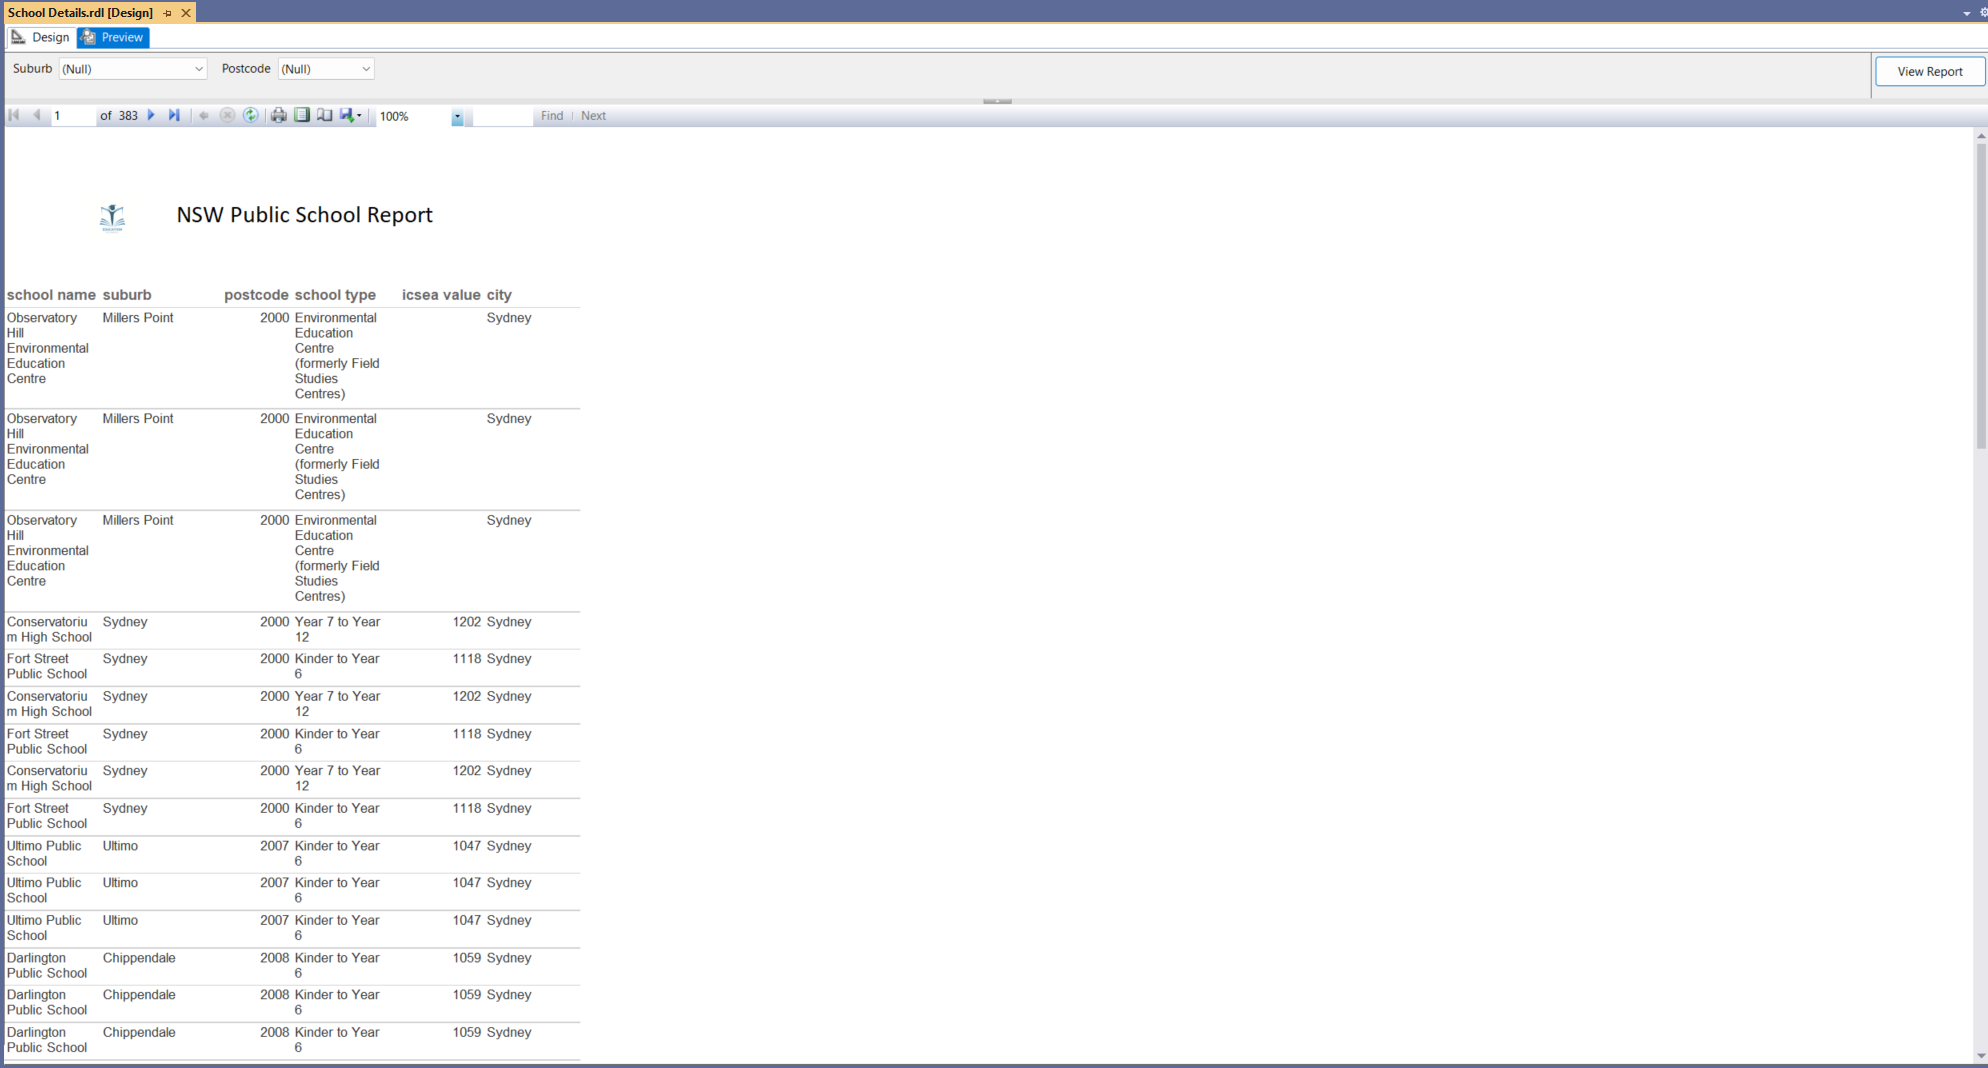 School Details.rdl [Design]
Design Preview
Suburb (Null) Postcode (Null) View Report
1 of 383 100% Find Next
NSW Public School Report
EDUCATION
school name suburb postcode school type icsea value city
Observatory Millers Point 2000 Environmental Sydney
Hill Education
Environmental Centre
Education (formerly Field
Centre Studies
Centres)
Observatory Millers Point 2000 Environmental Sydney
Hill Education
Environmental Centre
Education (formerly Field
Centre Studies
Centres)
Observatory Millers Point 2000 Environmental Sydney
Hill Education
Environmental Centre
Education (formerly Field
Centre Studies
Centres)
Conservatoriu Sydney 2000 Year 7 to Year 1202 Sydney
m High School 12
Fort Street Sydney 2000 Kinder to Year 1118 Sydney
Public School 6
Conservatoriu Sydney 2000 Year 7 to Year 1202 Sydney
m High School 12
Fort Street Sydney 2000 Kinder to Year 1118 Sydney
Public School 6
Conservatoriu Sydney 2000 Year 7 to Year 1202 Sydney
m High School 12
Fort Street Sydney 2000 Kinder to Year 1118 Sydney
Public School 6
Ultimo Public Ultimo 2007 Kinder to Year 1047 Sydney
School 6
Ultimo Public Ultimo 2007 Kinder to Year 1047 Sydney
School 6
Ultimo Public Ultimo 2007 Kinder to Year 1047 Sydney
School 6
Darlington Chippendale 2008 Kinder to Year 1059 Sydney
Public School 6
Darlington Chippendale 2008 Kinder to Year 1059 Sydney
Public School 6
Darlington Chippendale 2008 Kinder to Year 1059 Sydney
Public School 6